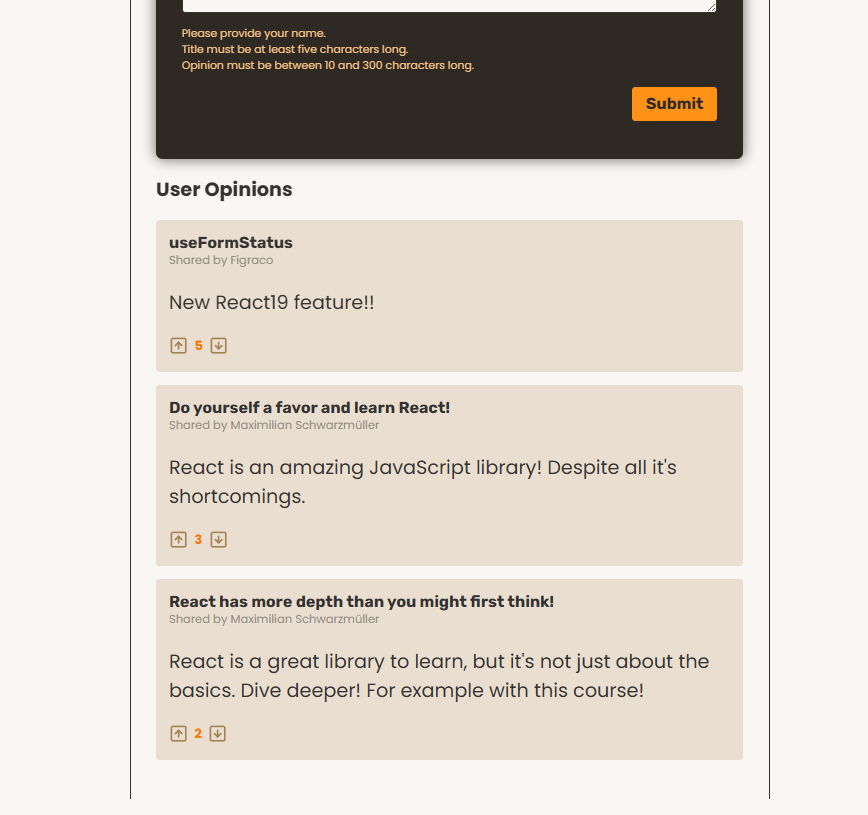 Please provide your name.
Title must be at least five characters long.
Opinion must be between 10 and 300 characters long.
Submit
User Opinions
useFormStatus
Shared by Figraco
New React19 feature!!
5
Do yourself a favor and learn React!
Shared by Maximilian Schwarzmüller
React is an amazing JavaScript library! Despite all it's
shortcomings.
3
React has more depth than you might first think!
Shared by Maximilian Schwarzmüller
React is a great library to learn, but it's not just about the
basics. Dive deeper! For example with this course!
2